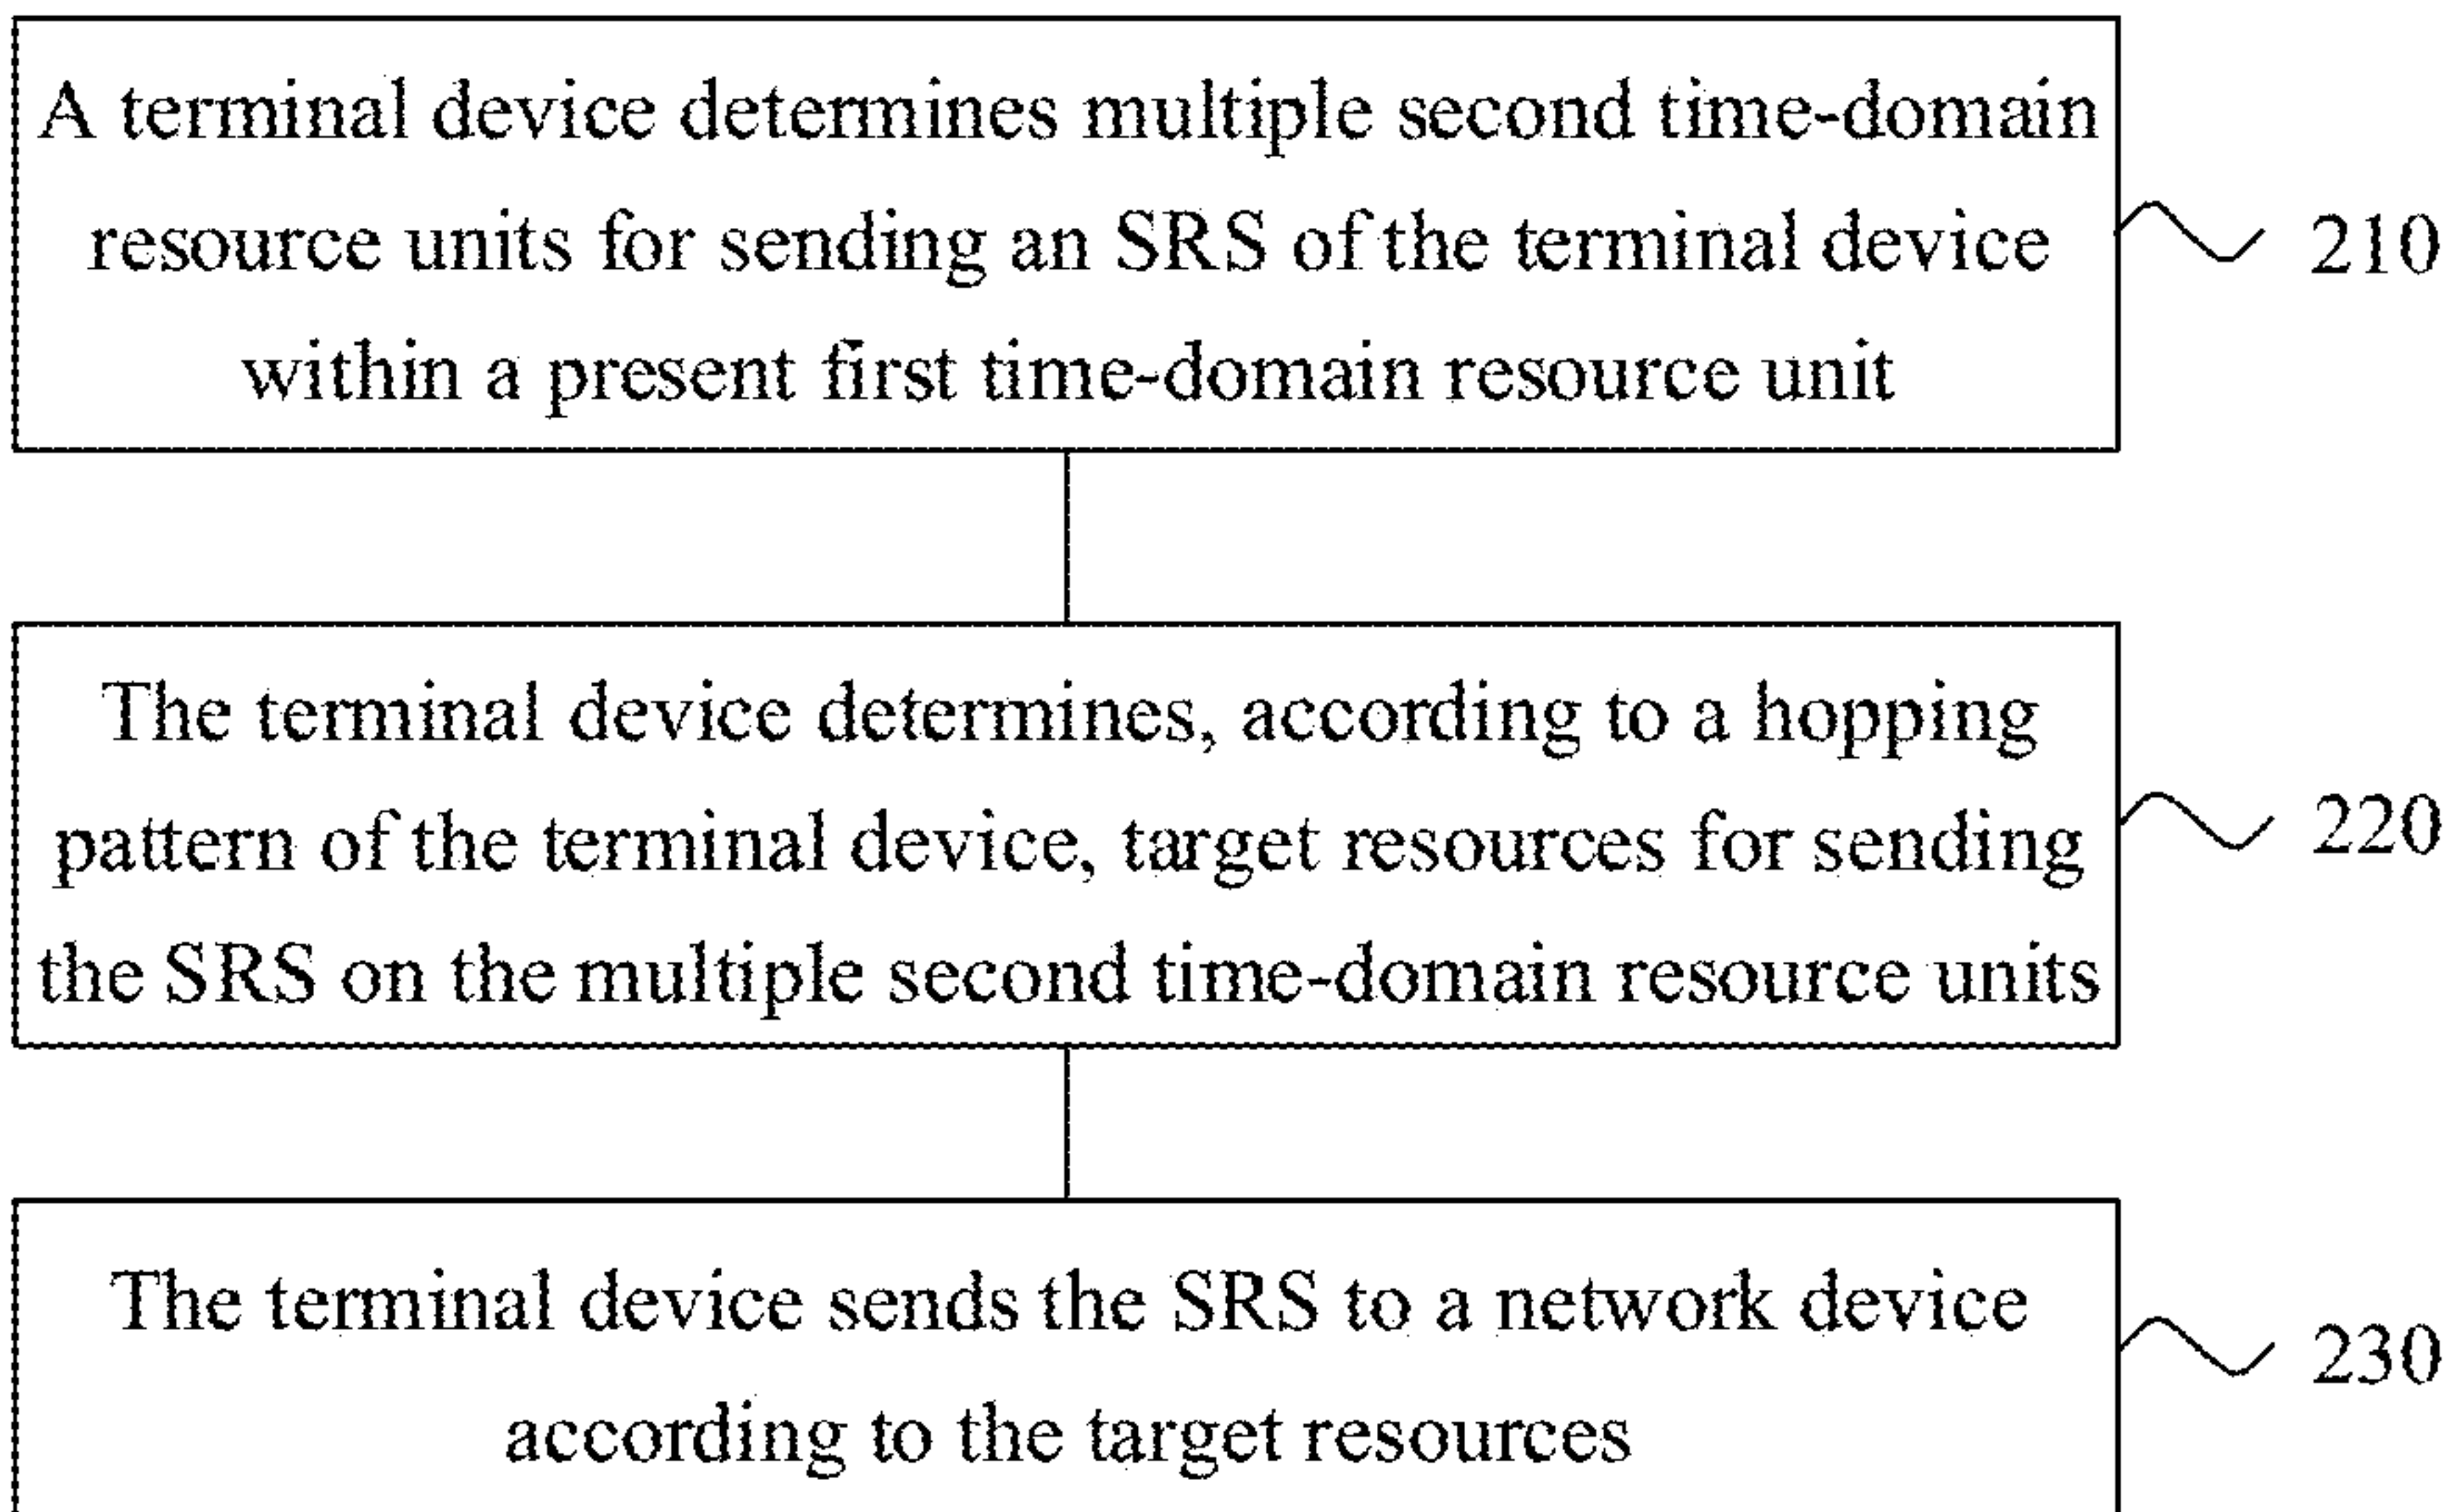 A terminal device determines multiple second time-domain
resource units for sending an SRS of the terminal device
within a present first time-domain resource unit
210
The terminal device determines, according to a hopping
pattern of the terminal device, target resources for sending
the SRS on the multiple second time-domain resource units
220
The terminal device sends the SRS to a network device
according to the target resources
230